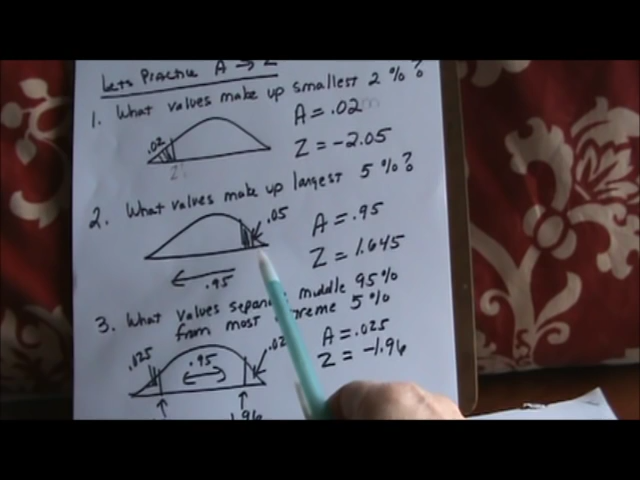 Lets Practice A → Z
1. What values make up smallest 2%?
.02
A = .02
Z
Z = -2.05
2. What values make up largest 5%?
.05
A = .95
Z = 1.645
.95
3. What values middle 95%
from most 5%
.025
.95
.02
A = .025
Z = -1.96
1.96